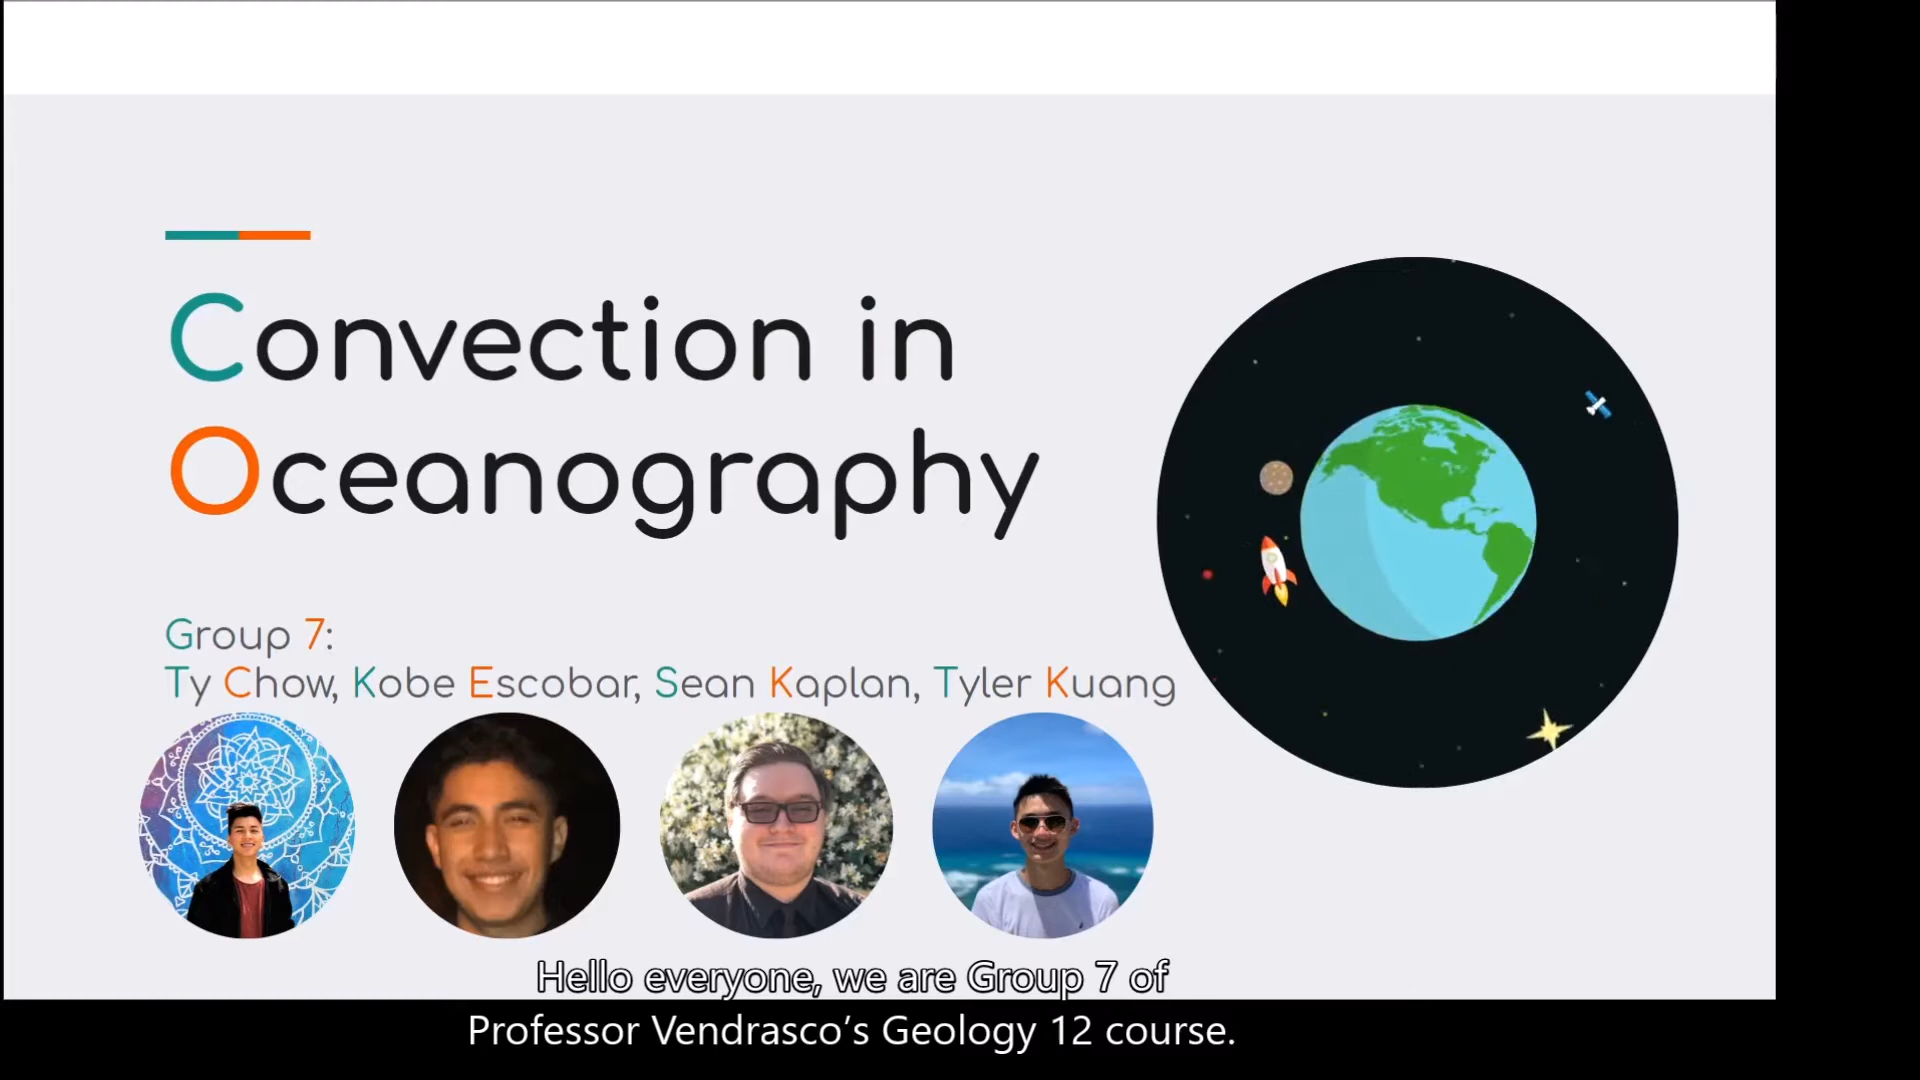 Convection in
Oceanography
Group 7:
Ty Chow, Kobe Escobar, Sean Kaplan, Tyler Kuang
Hello everyone, we are Group 7 of
Professor Vendrasco’s Geology 12 course.